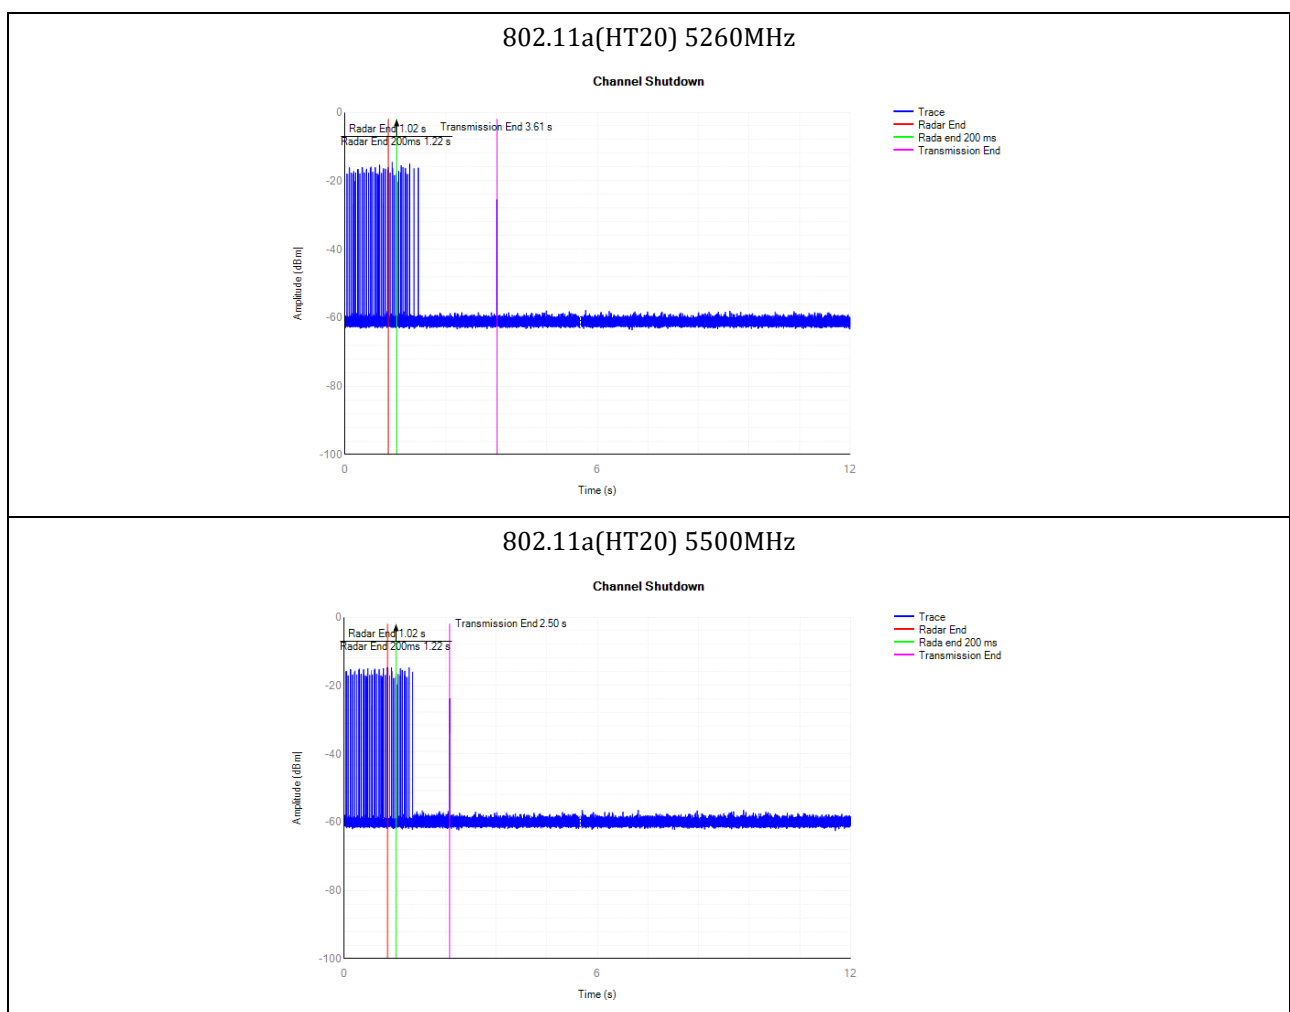 802.11a(HT20) 5260MHz
Channel Shutdown
0
Radar End 1.02 s
Transmission End 3.61 s
Radar End 200ms 1.22 s
Trace
Radar End
Rada end 200 ms
Transmission End
-20
-40
Amplitude [dBm]
-60
-80
-100
0
6
12
Time (s)
802.11a(HT20) 5500MHz
Channel Shutdown
0
Transmission End 2.50 s
Radar End 1.02 s
Radar End 200ms 1.22 s
Trace
Radar End
Rada end 200 ms
Transmission End
-20
-40
Amplitude [dBm]
-60
-80
-100
0
6
12
Time (s)